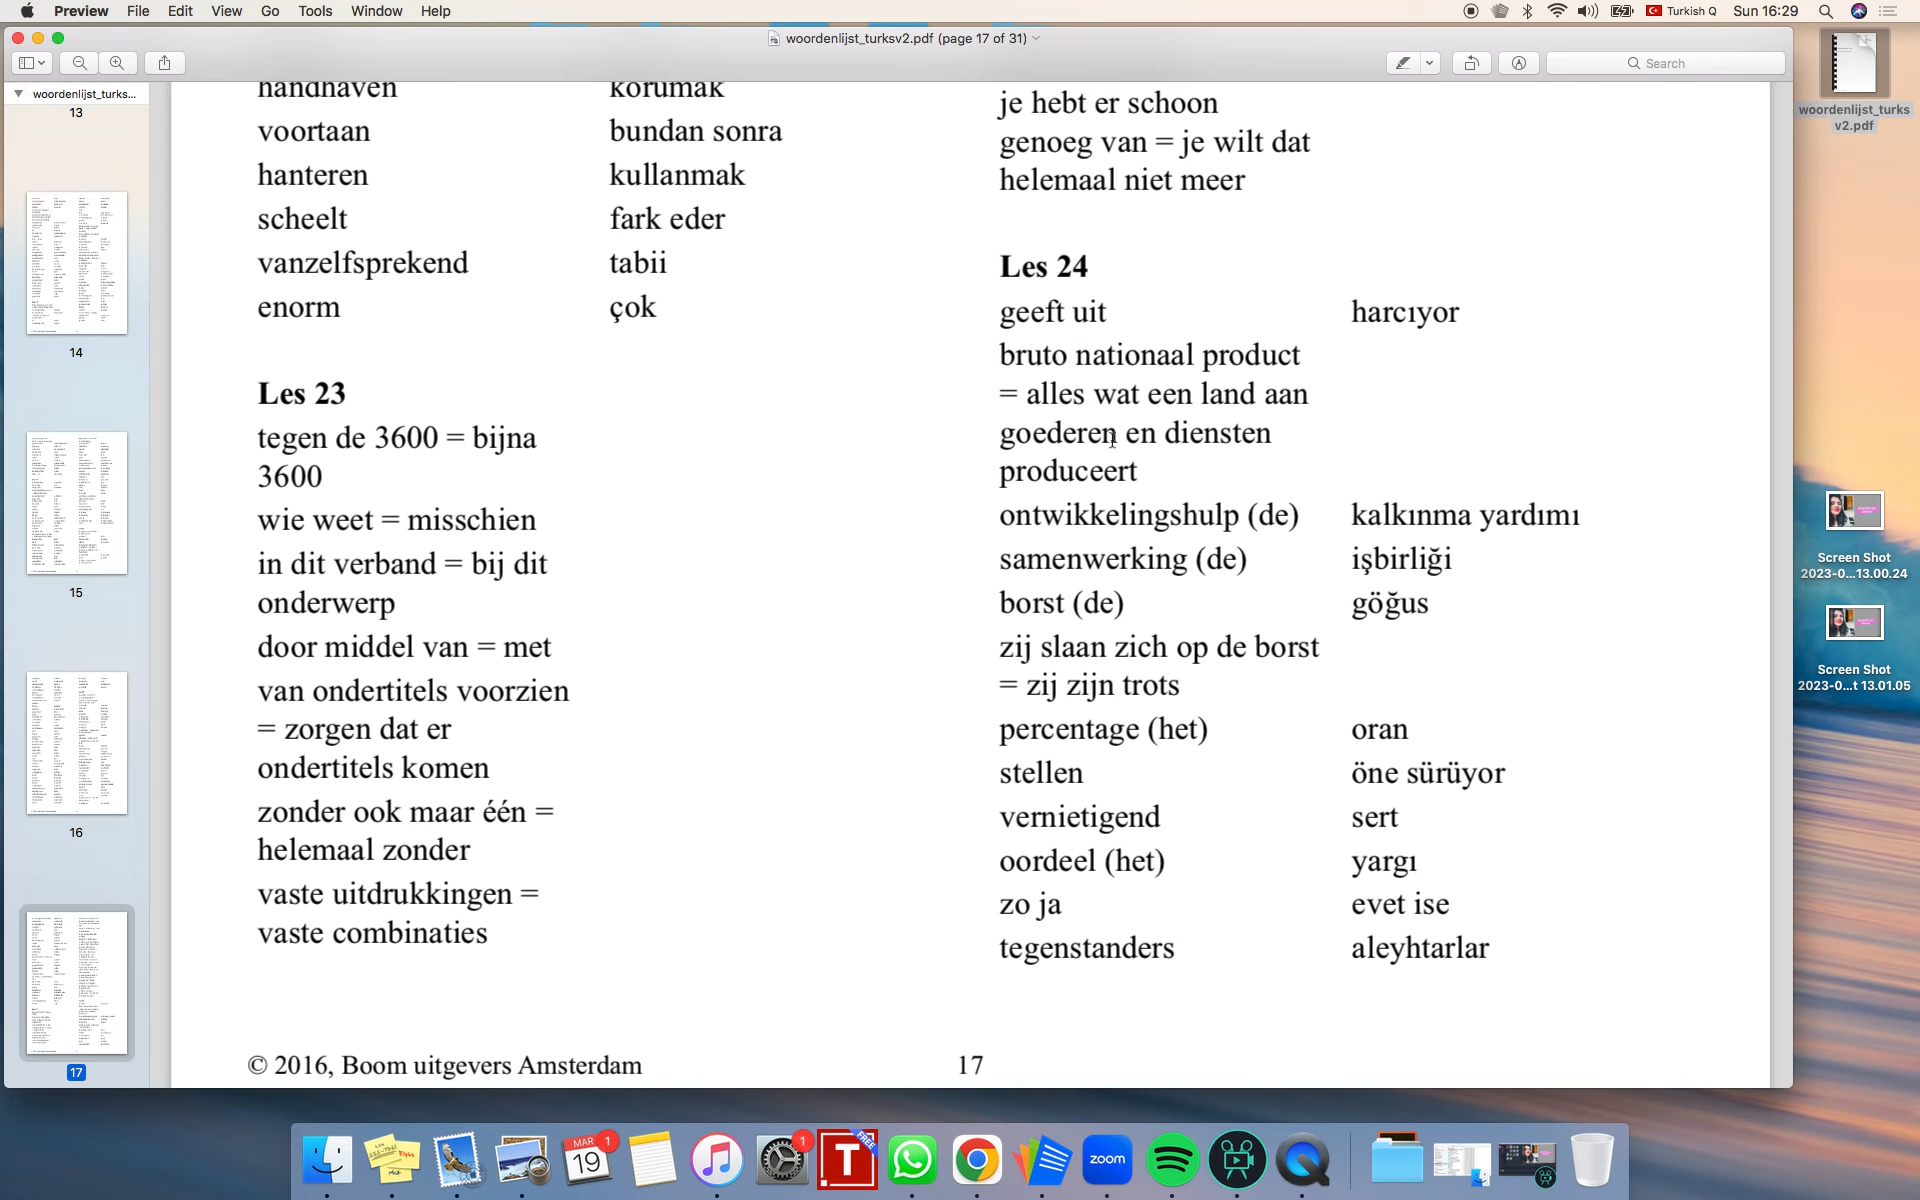 Preview File Edit View Go Tools Window Help
Turkish Q Sun 16:29
woordenlijst_turksv2.pdf (page 17 of 31)
Search
woordenlijst_turks...
13
14
15
16
17
handhaven korumak
voortaan bundan sonra
hanteren kullanmak
scheelt fark eder
vanzelfsprekend tabii
enorm çok
Les 23
tegen de 3600 = bijna
3600
wie weet = misschien
in dit verband = bij dit
onderwerp
door middel van = met
van ondertitels voorzien
= zorgen dat er
ondertitels komen
zonder ook maar één =
helemaal zonder
vaste uitdrukkingen =
vaste combinaties
je hebt er schoon
genoeg van = je wilt dat
helemaal niet meer
Les 24
geeft uit harcıyor
bruto nationaal product
= alles wat een land aan
goederen en diensten
produceert
ontwikkelingshulp (de) kalkınma yardımı
samenwerking (de) işbirliği
borst (de) göğus
zij slaan zich op de borst
= zij zijn trots
percentage (het) oran
stellen öne sürüyor
vernietigend sert
oordeel (het) yargı
zo ja evet ise
tegenstanders aleyhtarlar
© 2016, Boom uitgevers Amsterdam 17
woordenlijst_turks
v2.pdf
Screen Shot
2023-0...13.00.24
Screen Shot
2023-0...t 13.01.05
MAR
19
1
1
T
FREE
zoom